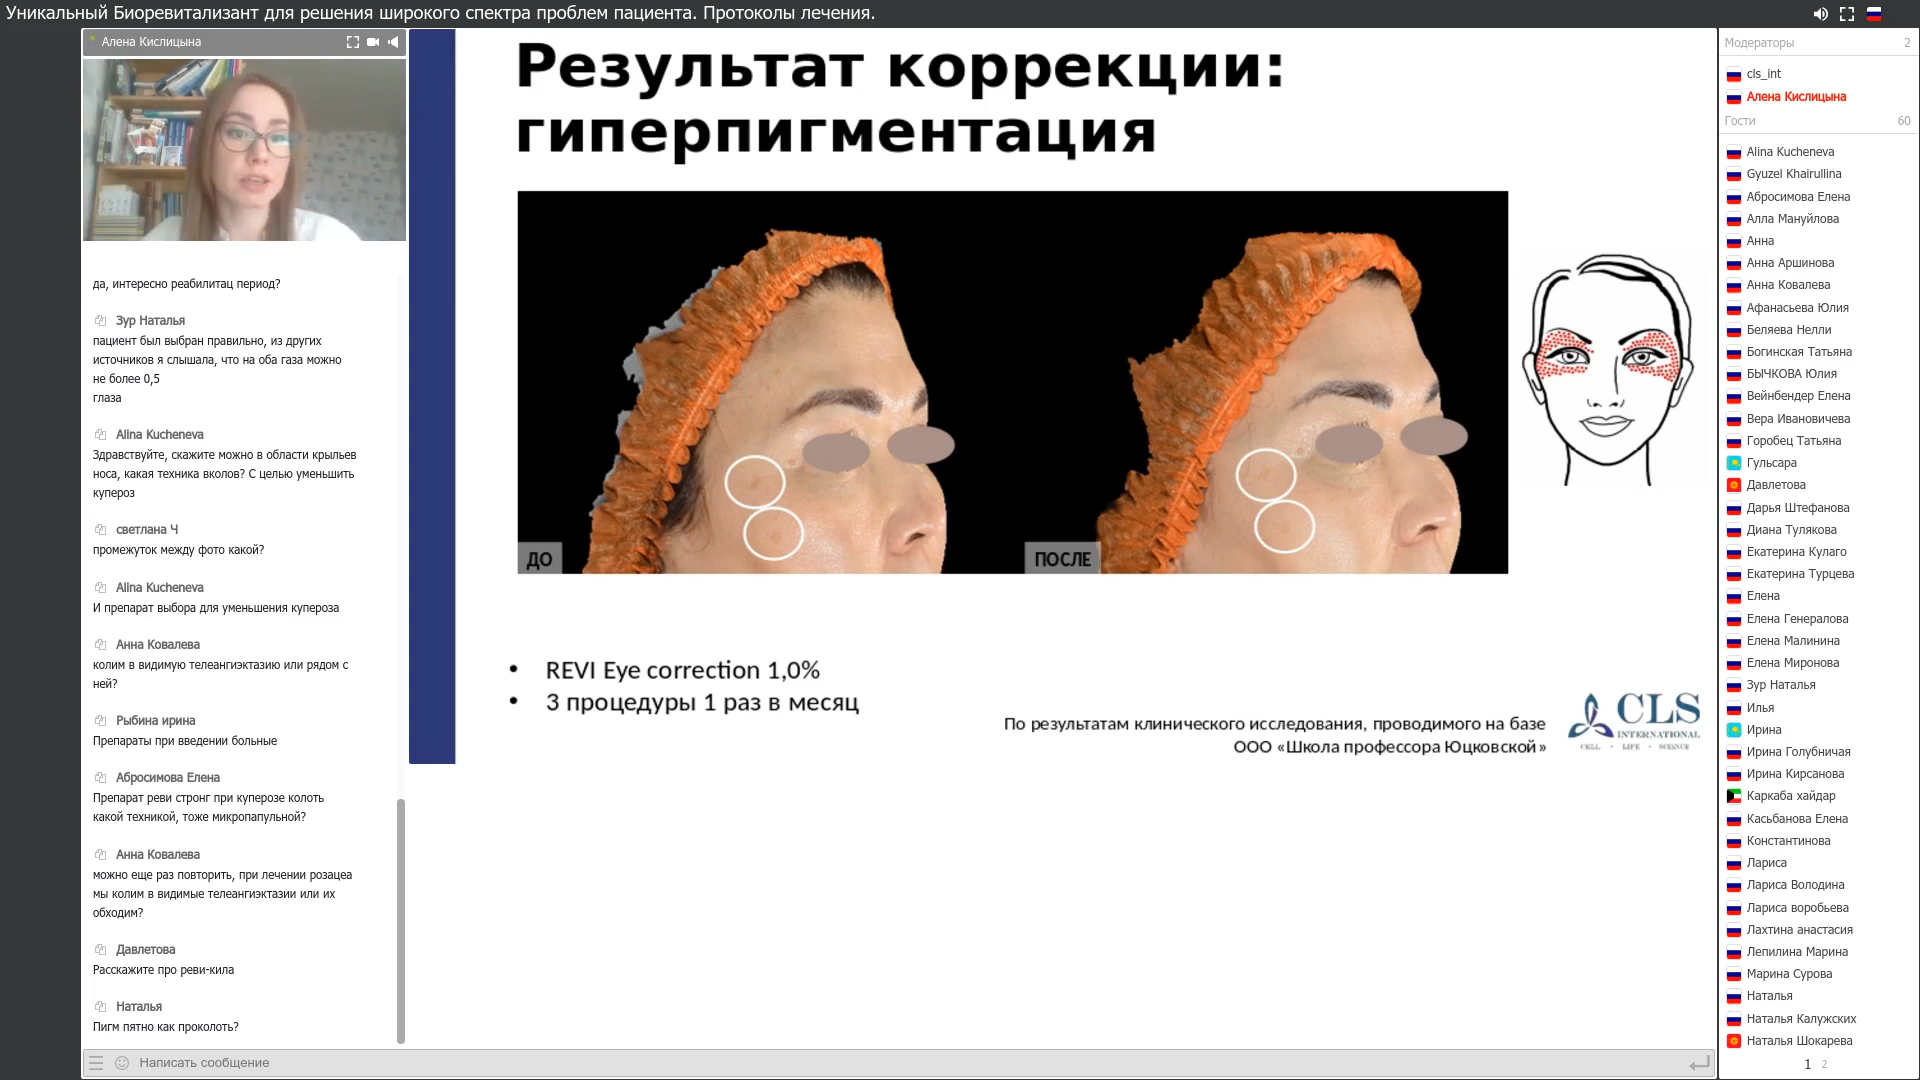 Уникальный Биоревитализант для решения широкого спектра проблем пациента. Протоколы лечения.
Алена Кислицына
да, интересно реабилитац период?
Зур Наталья
пациент был выбран правильно, из других
источников я слышала, что на оба газа можно
не более 0,5
глаза
Alina Kucheneva
Здравствуйте, скажите можно в области крыльев
носа, какая техника вколов? С целью уменьшить
купероз
светлана Ч
промежуток между фото какой?
Alina Kucheneva
И препарат выбора для уменьшения купероза
Анна Ковалева
колим в видимую телеангиэктазию или рядом с
ней?
Рыбина ирина
Препараты при введении больные
Абросимова Елена
Препарат реви стронг при куперозе колоть
какой техникой, тоже микропапульной?
Анна Ковалева
можно еще раз повторить, при лечении розацеа
мы колим в видимые телеангиэктазии или их
обходим?
Давлетова
Расскажите про реви-кила
Наталья
Пигм пятно как проколоть?
Написать сообщение
Результат коррекции:
гиперпигментация
ДО
ПОСЛЕ
• REVI Eye correction 1,0%
• 3 процедуры 1 раз в месяц
По результатам клинического исследования, проводимого на базе
ООО «Школа профессора Юцковской»
CLS
INTERNATIONAL
CELL • LIFE • SCIENCE
Модераторы 2
cls_int
Алена Кислицына
Гости 60
Alina Kucheneva
Gyuzel Khairullina
Абросимова Елена
Алла Мануйлова
Анна
Анна Аршинова
Анна Ковалева
Афанасьева Юлия
Беляева Нелли
Богинская Татьяна
БЫЧКОВА Юлия
Вейнбендер Елена
Вера Ивановичева
Горобец Татьяна
Гульсара
Давлетова
Дарья Штефанова
Диана Тулякова
Екатерина Кулаго
Екатерина Турцева
Елена
Елена Генералова
Елена Малинина
Елена Миронова
Зур Наталья
Илья
Ирина
Ирина Голубничая
Ирина Кирсанова
Каркаба хайдар
Касьбанова Елена
Константинова
Лариса
Лариса Володина
Лариса воробьева
Лахтина анастасия
Лепилина Марина
Марина Сурова
Наталья
Наталья Калужских
Наталья Шокарева
1 2